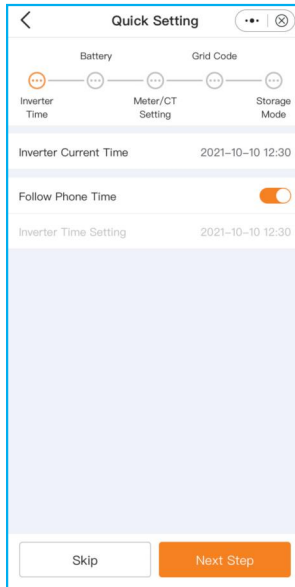 Quick Setting
Battery Grid Code
Inverter Time Meter/CT Setting Storage Mode
Inverter Current Time 2021-10-10 12:30
Follow Phone Time
Inverter Time Setting 2021-10-10 12:30
Skip Next Step